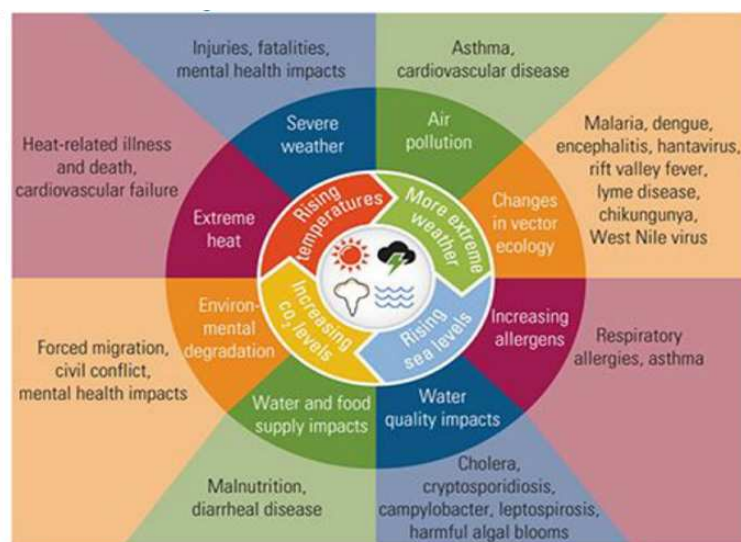 Injuries, fatalities,
mental health impacts
Asthma,
cardiovascular disease
Severe
weather
Air
pollution
Heat-related illness
and death,
cardiovascular failure
Malaria, dengue,
encephalitis, hantavirus,
rift valley fever,
lyme disease,
chikungunya,
West Nile virus
Extreme
heat
Rising
temperatures
More extreme
weather
Changes
in vector
ecology
Environ-
mental
degradation
Increasing
co2 levels
Rising
sea levels
Increasing
allergens
Forced migration,
civil conflict,
mental health impacts
Respiratory
allergies, asthma
Water and food
supply impacts
Water
quality impacts
Malnutrition,
diarrheal disease
Cholera,
cryptosporidiosis,
campylobacter, leptospirosis,
harmful algal blooms